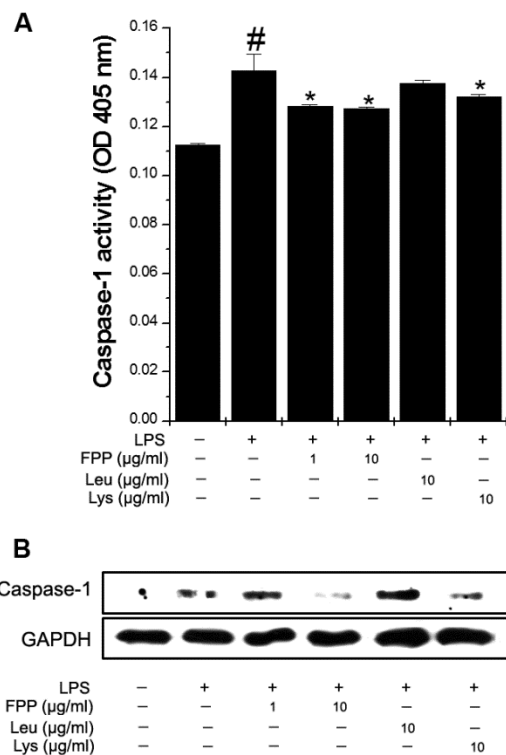 A
Caspase-1 activity (OD 405 nm)
0.16
0.14
0.12
0.10
0.08
0.06
0.04
0.02
0.00
# * * *
LPS – + + + + +
FPP (μg/ml) – – 1 10 – –
Leu (μg/ml) – – – – 10 –
Lys (μg/ml) – – – – – 10
B
Caspase-1
GAPDH
LPS – + + + + +
FPP (μg/ml) – – 1 10 – –
Leu (μg/ml) – – – – 10 –
Lys (μg/ml) – – – – – 10